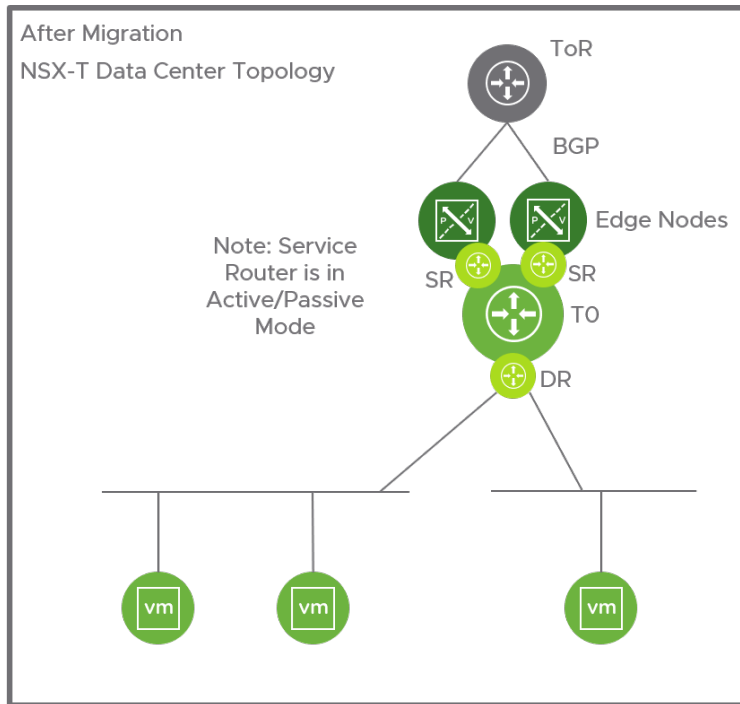 After Migration
NSX-T Data Center Topology
ToR
BGP
P V
P V
Edge Nodes
Note: Service
Router is in
Active/Passive
Mode
SR
SR
T0
DR
vm
vm
vm